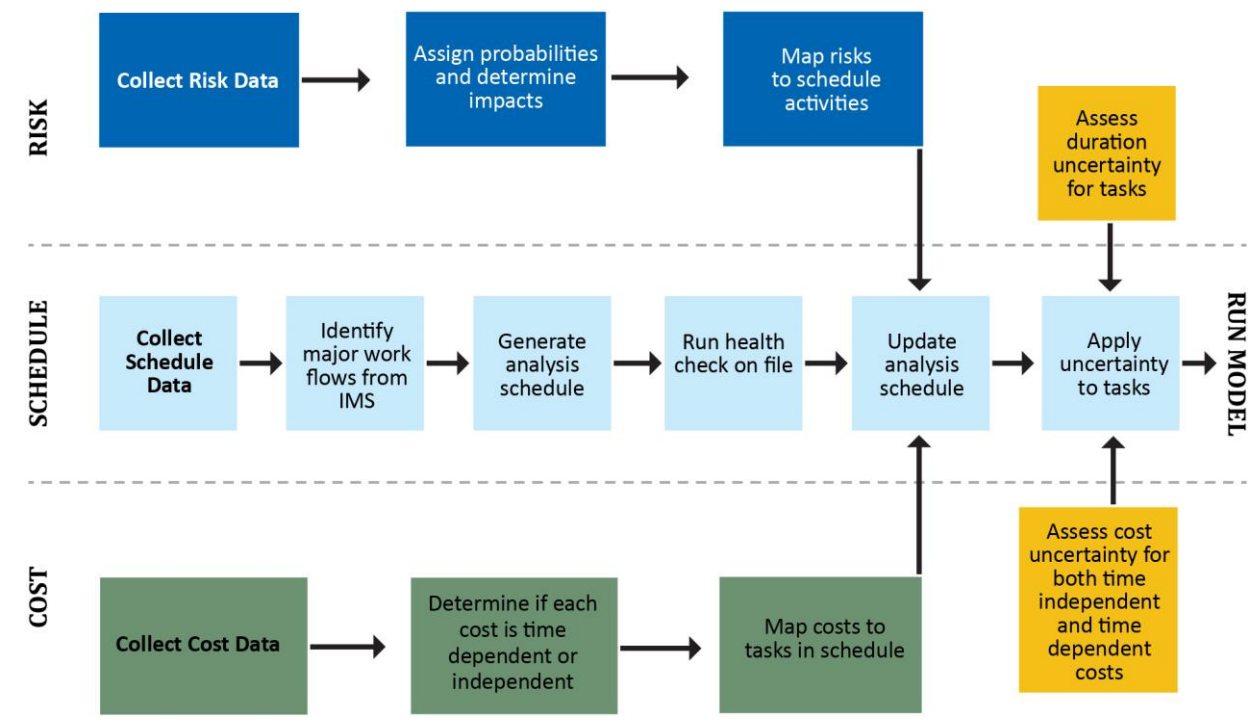 RISK
Collect Risk Data
Assign probabilities
and determine
impacts
Map risks
to schedule
activities
Assess
duration
uncertainty
for tasks
SCHEDULE
Collect
Schedule
Data
Identify
major work
flows from
IMS
Generate
analysis
schedule
Run health
check on file
Update
analysis
schedule
Apply
uncertainty
to tasks
RUN MODEL
COST
Collect Cost Data
Determine if each
cost is time
dependent or
independent
Map costs to
tasks in schedule
Assess cost
uncertainty for
both time
independent
and time
dependent
costs